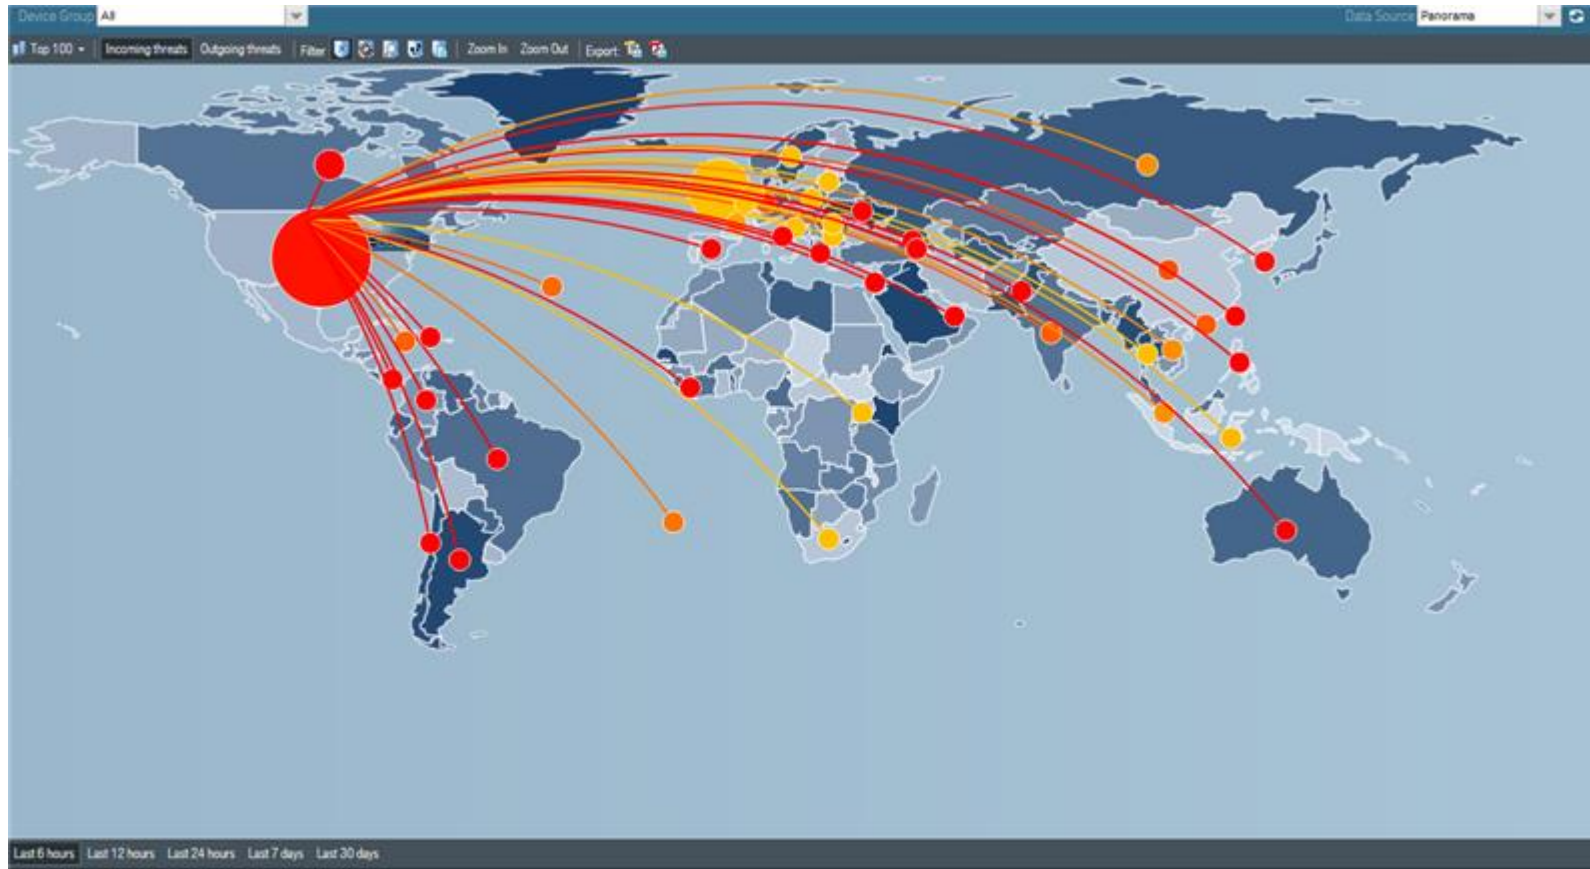 Device Group All Data Source Panorama
Top 100 Incoming threats Outgoing threats Filter Zoom In Zoom Out Export
Last 6 hours Last 12 hours Last 24 hours Last 7 days Last 30 days